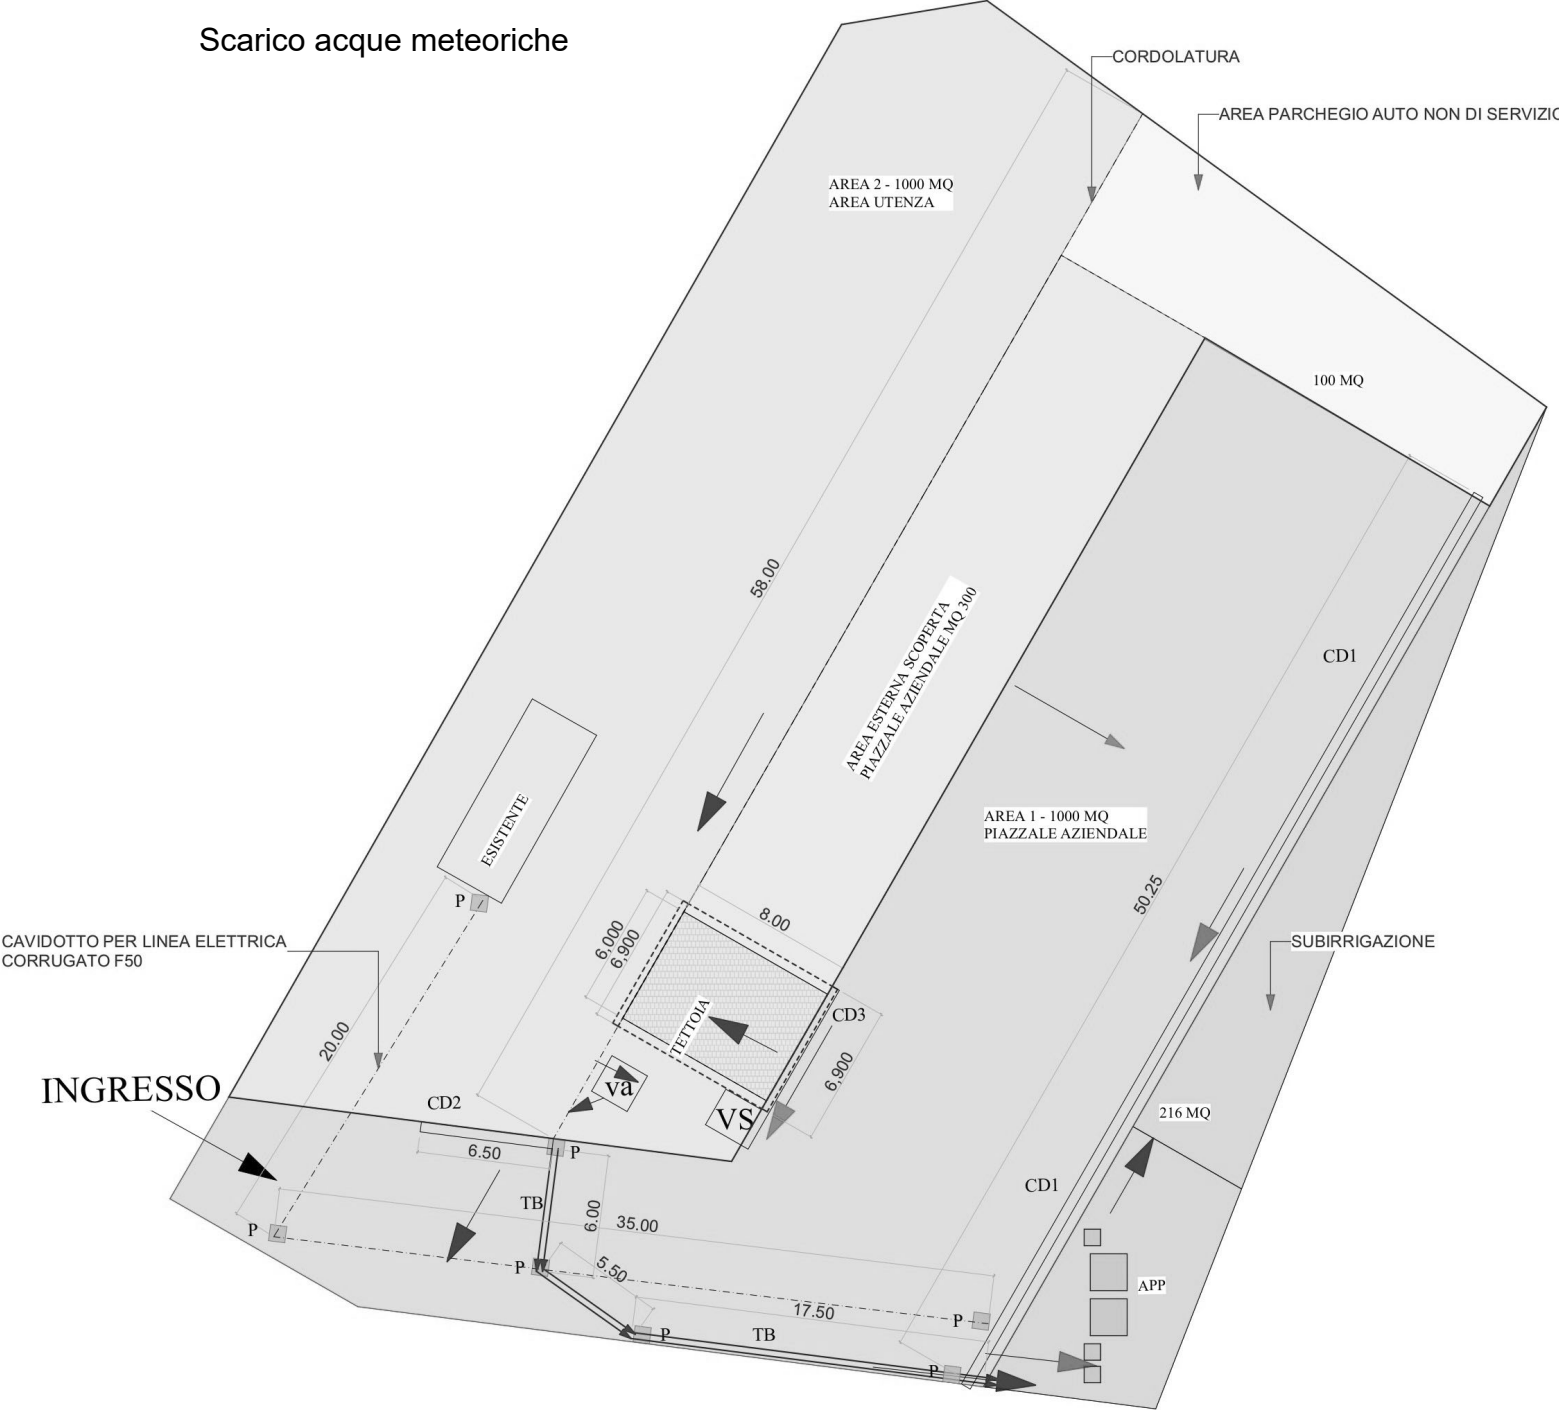 Scarico acque meteoriche
CORDOLATURA
AREA PARCHEGIO AUTO NON DI SERVIZIO
AREA 2 - 1000 MQ
AREA UTENZA
100 MQ
58.00
AREA ESTERNA SCOPERTA
PIAZZALE AZIENDALE MQ 300
CD1
ESISTENTE
AREA 1 - 1000 MQ
PIAZZALE AZIENDALE
50.25
P
8.00
6,000
6,900
CAVIDOTTO PER LINEA ELETTRICA
CORRUGATO F50
SUBIRRIGAZIONE
CD3
TETTOIA
20.00
6,900
INGRESSO
va
CD2
VS
216 MQ
6.50
P
CD1
TB
6.00
35.00
P
P
5.50
APP
17.50
P
P
TB
P